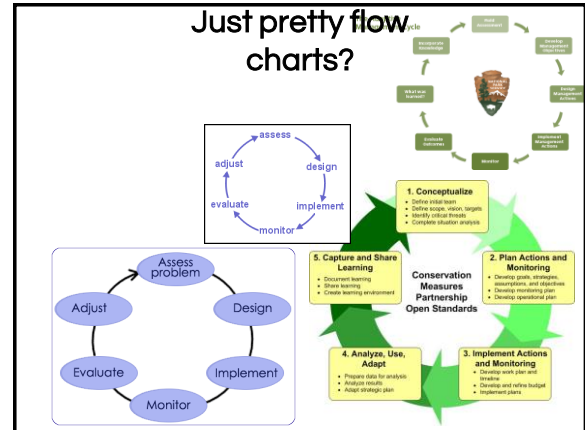 Just pretty flow
charts?
cycle
Develop
Management
Objectives
Design
Management
Actions
Implement
Management
Actions
Monitor
Evaluate
Outcomes
What was
learned?
Incorporate
Knowledge
assess
design
implement
monitor
evaluate
adjust
1. Conceptualize
• Define initial team
• Define scope, vision, targets
• Identify critical threats
• Complete situation analysis
2. Plan Actions and
Monitoring
• Develop goals, strategies,
assumptions, and objectives
• Develop monitoring plan
• Develop operational plan
3. Implement Actions
and Monitoring
• Develop work plan and
timeline
• Develop and refine budget
• Implement plans
4. Analyze, Use,
Adapt
• Prepare data for analysis
• Analyze results
• Adapt strategic plan
5. Capture and Share
Learning
• Document learning
• Share learning
• Create learning environment
Conservation
Measures
Partnership
Open Standards
Assess
problem
Design
Implement
Monitor
Evaluate
Adjust